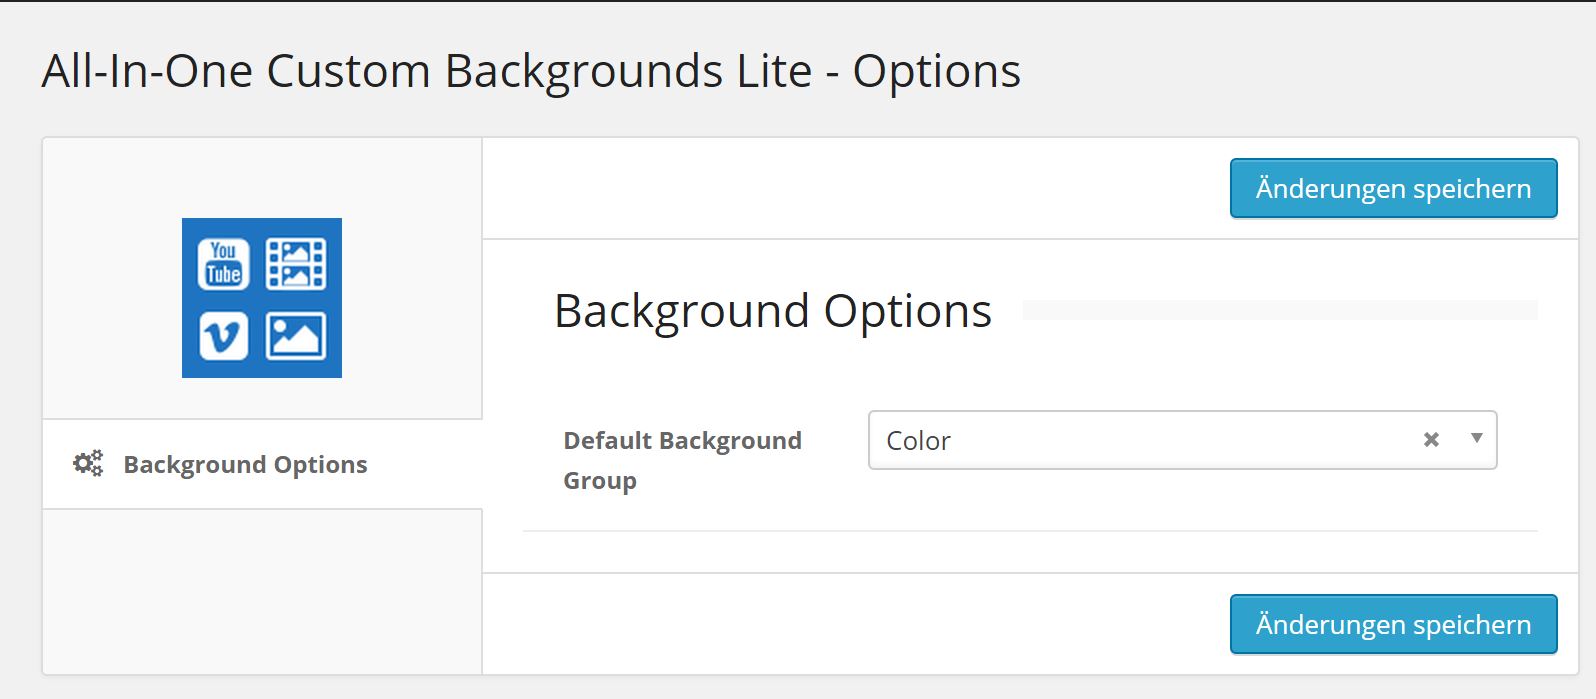 All-In-One Custom Backgrounds Lite - Options
Änderungen speichern
You
Tube
Background Options
Default Background
Group
Color
Background Options
Änderungen speichern